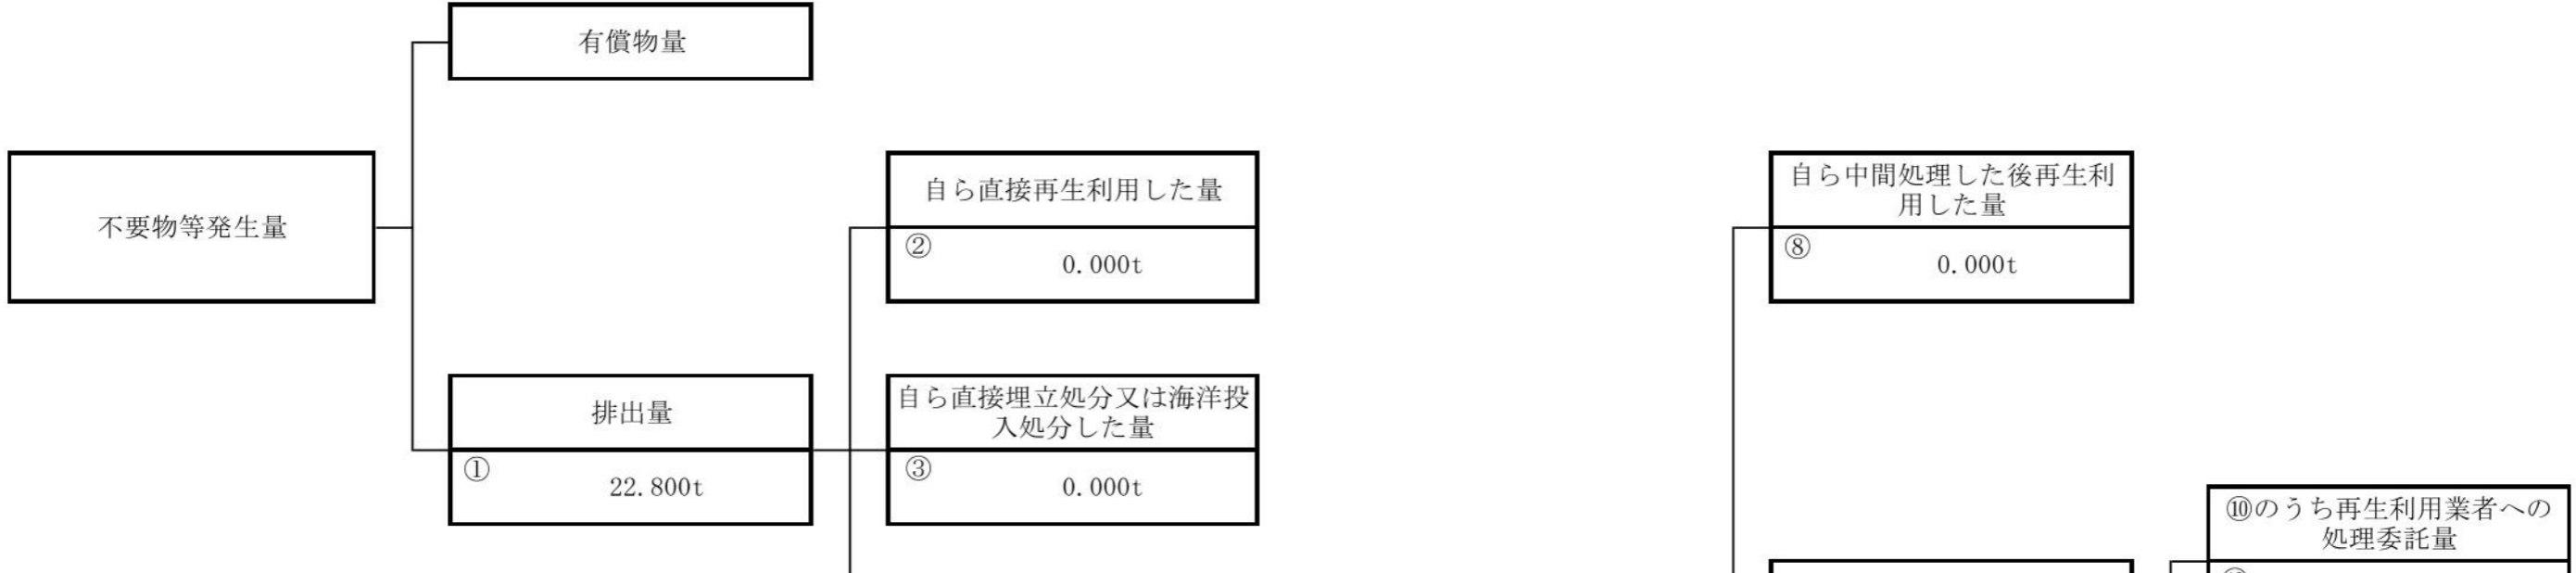 有償物量
不要物等発生量
自ら直接再生利用した量
②
0.000t
自ら中間処理した後再生利
用した量
⑧
0.000t
排出量
①
22.800t
自ら直接埋立処分又は海洋投
入処分した量
③
0.000t
⑩のうち再生利用業者への
処理委託量